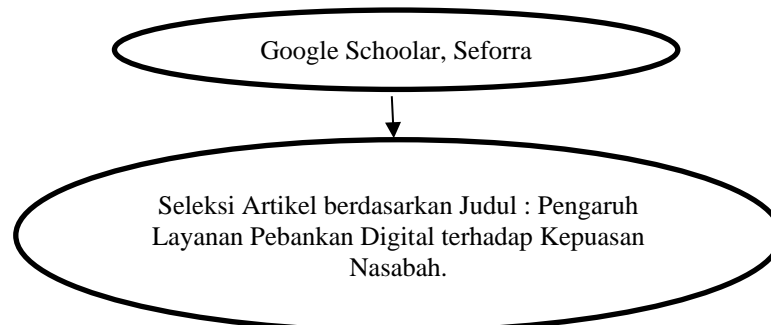 Google Schoolar, Seforra
Seleksi Artikel berdasarkan Judul : Pengaruh
Layanan Pebankan Digital terhadap Kepuasan
Nasabah.